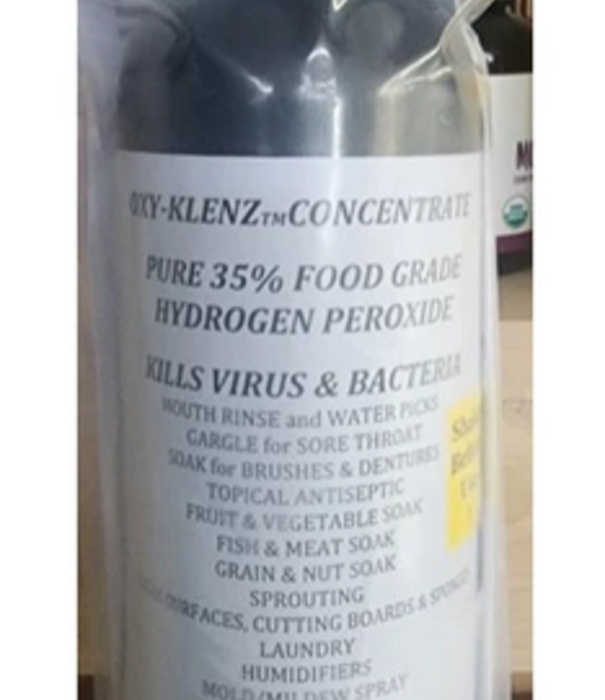 OXY-KLENZ™CONCENTRATE
PURE 35% FOOD GRADE
HYDROGEN PEROXIDE
KILLS VIRUS & BACTERIA
MOUTH RINSE and WATER PICKS
GARGLE for SORE THROAT
SOAK for BRUSHES & DENTURES
TOPICAL ANTISEPTIC
FRUIT & VEGETABLE SOAK
FISH & MEAT SOAK
GRAIN & NUT SOAK
SPROUTING
SURFACES, CUTTING BOARDS & SPONGES
LAUNDRY
HUMIDIFIERS
MOLD/MILDEW SPRAY